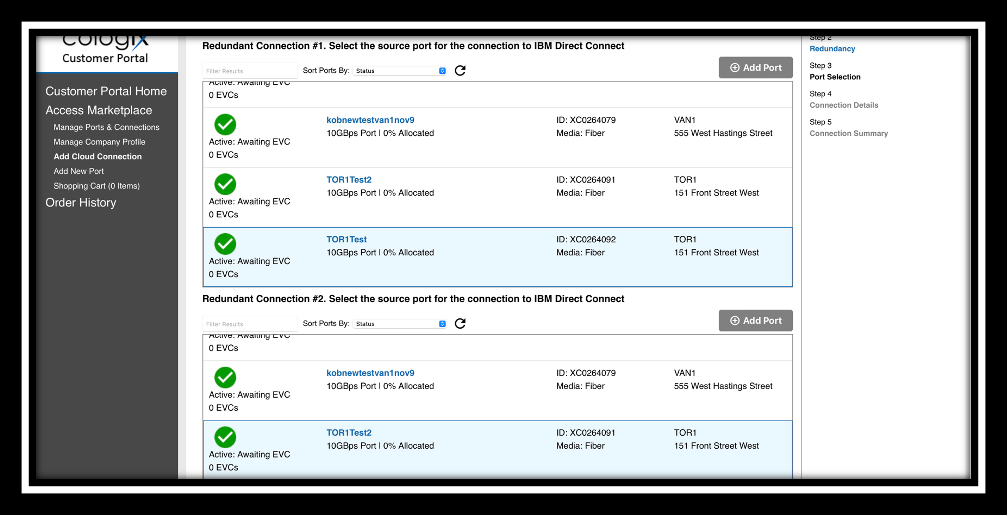 cologix
Customer Portal
Customer Portal Home
Access Marketplace
Manage Ports & Connections
Manage Company Profile
Add Cloud Connection
Add New Port
Shopping Cart (0 Items)
Order History
Redundant Connection #1. Select the source port for the connection to IBM Direct Connect
Filter Results Sort Ports By: Status Add Port
Active: Awaiting EVC
0 EVCs
kobnewtestvan1nov9 ID: XC0264079 VAN1
10GBps Port | 0% Allocated Media: Fiber 555 West Hastings Street
Active: Awaiting EVC
0 EVCs
TOR1Test2 ID: XC0264091 TOR1
10GBps Port | 0% Allocated Media: Fiber 151 Front Street West
Active: Awaiting EVC
0 EVCs
TOR1Test ID: XC0264092 TOR1
10GBps Port | 0% Allocated Media: Fiber 151 Front Street West
Active: Awaiting EVC
0 EVCs
Redundant Connection #2. Select the source port for the connection to IBM Direct Connect
Filter Results Sort Ports By: Status Add Port
Active: Awaiting EVC
0 EVCs
kobnewtestvan1nov9 ID: XC0264079 VAN1
10GBps Port | 0% Allocated Media: Fiber 555 West Hastings Street
Active: Awaiting EVC
0 EVCs
TOR1Test2 ID: XC0264091 TOR1
10GBps Port | 0% Allocated Media: Fiber 151 Front Street West
Active: Awaiting EVC
0 EVCs
Step 2
Redundancy
Step 3
Port Selection
Step 4
Connection Details
Step 5
Connection Summary